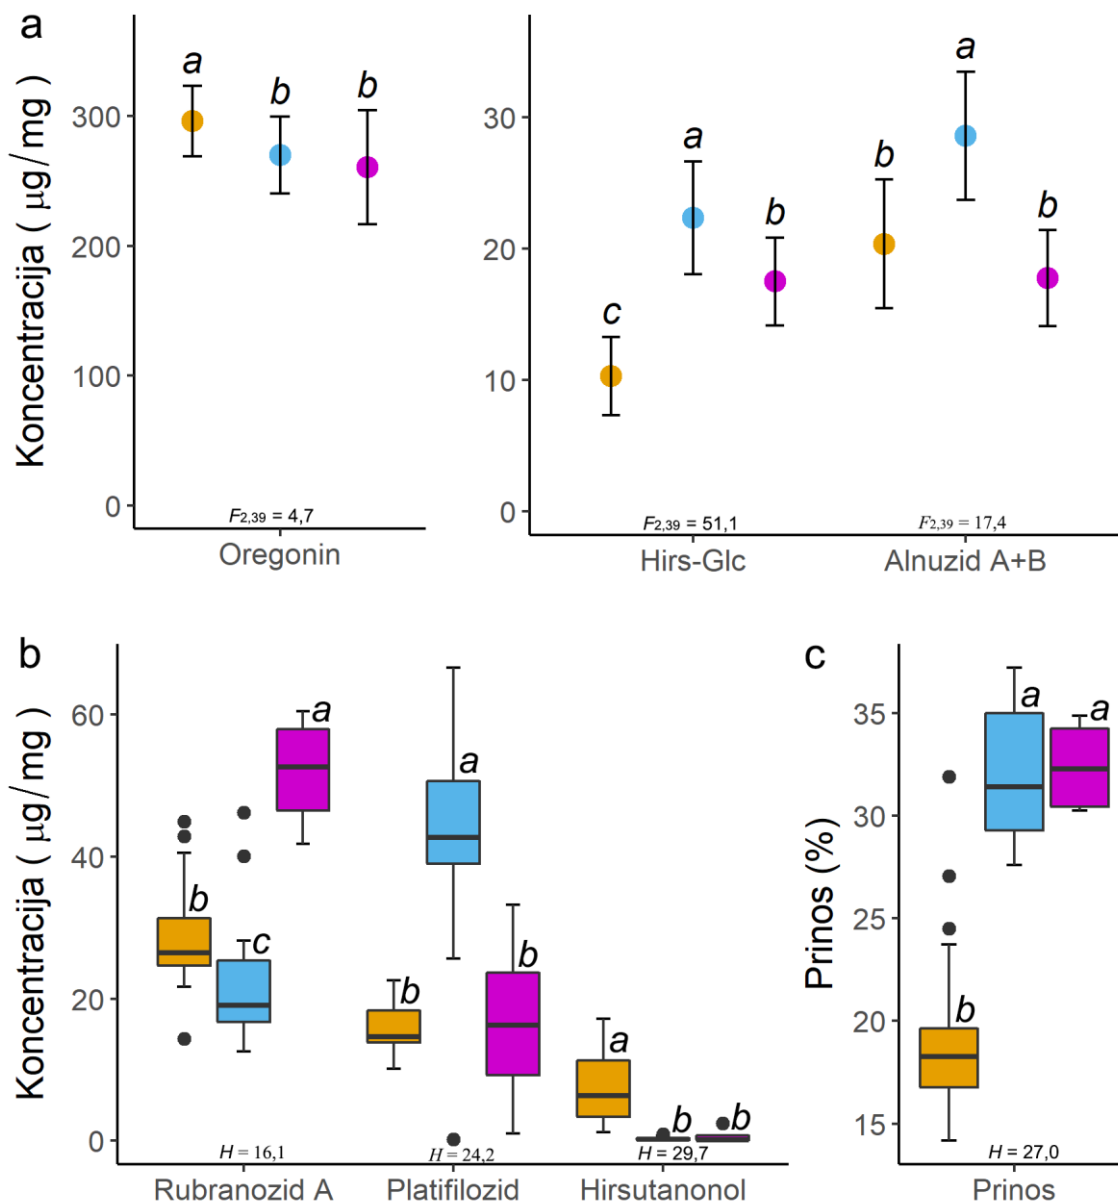 a
Koncentracija ( µg/mg )
300
200
100
0
a
b
b
F2,39 = 4,7
Oregonin
30
20
10
0
c
a
b
b
a
b
F2,39 = 51,1
F2,39 = 17,4
Hirs-Glc
Alnuzid A+B
b
Koncentracija ( µg/mg )
60
40
20
0
b
c
a
b
a
b
a
b
b
H = 16,1
H = 24,2
H = 29,7
Rubranozid A
Platifilozid
Hirsutanonol
c
Prinos (%)
35
30
25
20
15
b
a
a
H = 27,0
Prinos